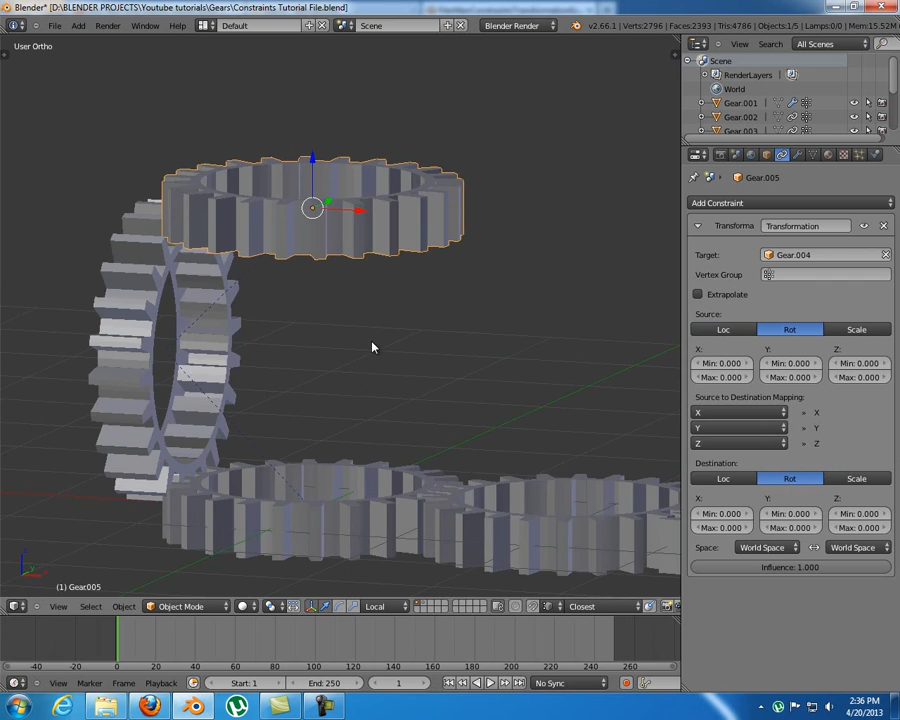 Blender* [D:\BLENDER PROJECTS\Youtube tutorials\Gears\Constraints Tutorial File.blend]
File Add Render Window Help Default Scene Blender Render v2.66.1 | Verts:2796 | Faces:2393 | Tris:4786 | Objects:1/5 | Lamps:0/0 | Mem:15.52M
User Ortho
View Search All Scenes
Scene
RenderLayers
World
Gear.001
Gear.002
Gear.003
Gear.005
Add Constraint
Transforma Transformation
Target: Gear.004
Vertex Group
Extrapolate
Source:
Loc Rot Scale
X: Y: Z:
Min: 0.000 Min: 0.000 Min: 0.000
Max: 0.000 Max: 0.000 Max: 0.000
Source to Destination Mapping:
X » X
Y » Y
Z » Z
Destination:
Loc Rot Scale
X: Y: Z:
Min: 0.000 Min: 0.000 Min: 0.000
Max: 0.000 Max: 0.000 Max: 0.000
Space: World Space World Space
Influence: 1.000
(1) Gear.005
View Select Object Object Mode Local Closest
-40 -20 0 20 40 60 80 100 120 140 160 180 200 220 240 260
View Marker Frame Playback Start: 1 End: 250 1 No Sync
2:36 PM
4/20/2013